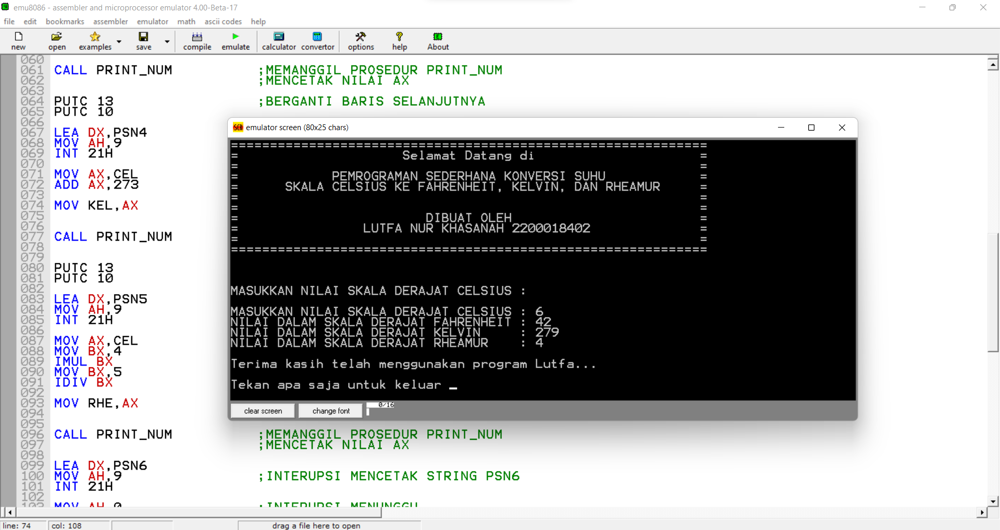 emu8086 - assembler and microprocessor emulator 4.00-Beta-17
file edit bookmarks assembler emulator math ascii codes help
new open examples save compile emulate calculator convertor options help About
060
061 CALL PRINT_NUM ;MEMANGGIL PROSEDUR PRINT_NUM
062 ;MENCETAK NILAI AX
063
064 PUTC 13 ;BERGANTI BARIS SELANJUTNYA
065 PUTC 10
066
067 LEA DX,PSN4
068 MOV AH,9
069 INT 21H
070
071 MOV AX,CEL
072 ADD AX,273
073
074 MOV KEL,AX
075
076
077 CALL PRINT_NUM
078
079
080 PUTC 13
081 PUTC 10
082
083 LEA DX,PSN5
084 MOV AH,9
085 INT 21H
086
087 MOV AX,CEL
088 MOV BX,4
089 IMUL BX
090 MOV BX,5
091 IDIV BX
092
093 MOV RHE,AX
094
095
096 CALL PRINT_NUM ;MEMANGGIL PROSEDUR PRINT_NUM
097 ;MENCETAK NILAI AX
098
099 LEA DX,PSN6
100 MOV AH,9 ;INTERUPSI MENCETAK STRING PSN6
101 INT 21H
102
emulator screen (80x25 chars)
=============================================================
= Selamat Datang di =
= =
= PEMROGRAMAN SEDERHANA KONVERSI SUHU =
= SKALA CELSIUS KE FAHRENHEIT, KELVIN, DAN RHEAMUR =
= =
= =
= DIBUAT OLEH =
= LUTFA NUR KHASANAH 2200018402 =
= =
=============================================================
MASUKKAN NILAI SKALA DERAJAT CELSIUS :
MASUKKAN NILAI SKALA DERAJAT CELSIUS : 6
NILAI DALAM SKALA DERAJAT FAHRENHEIT : 42
NILAI DALAM SKALA DERAJAT KELVIN : 279
NILAI DALAM SKALA DERAJAT RHEAMUR : 4
Terima kasih telah menggunakan program Lutfa...
Tekan apa saja untuk keluar _
clear screen change font 0/16
line: 74 col: 108 drag a file here to open